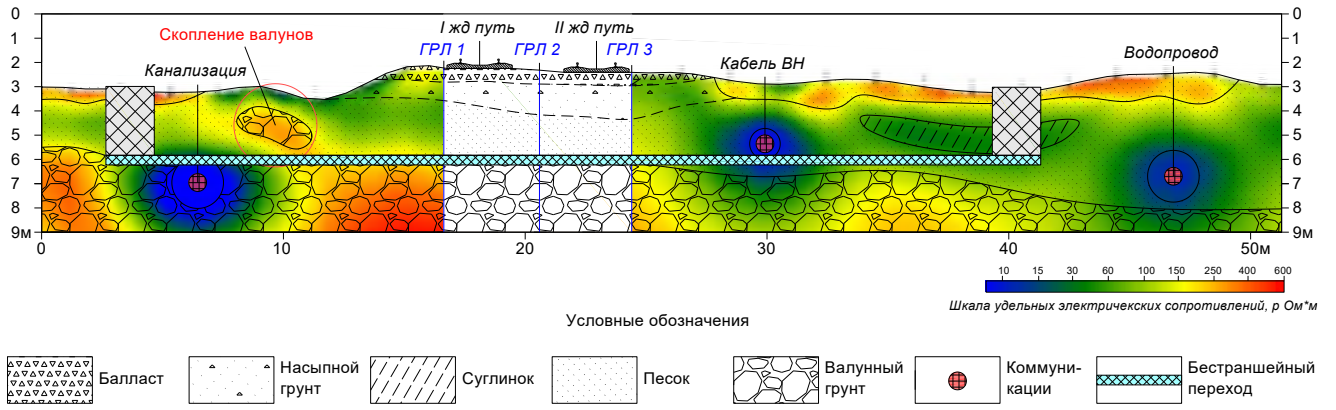 I жд путь
II жд путь
Скопление валунов
ГРЛ 1
ГРЛ 2
ГРЛ 3
Канализация
Кабель ВН
Водопровод
0
1
2
3
4
5
6
7
8
9м
0
1
2
3
4
5
6
7
8
9м
0 10 20 30 40 50м
10 15 30 60 100 150 250 400 600
Шкала удельных электричекских сопротивлений, р Ом*м
Условные обозначения
Балласт
Насыпной
грунт
Суглинок
Песок
Валунный
грунт
Коммуни-
кации
Бестраншейный
переход